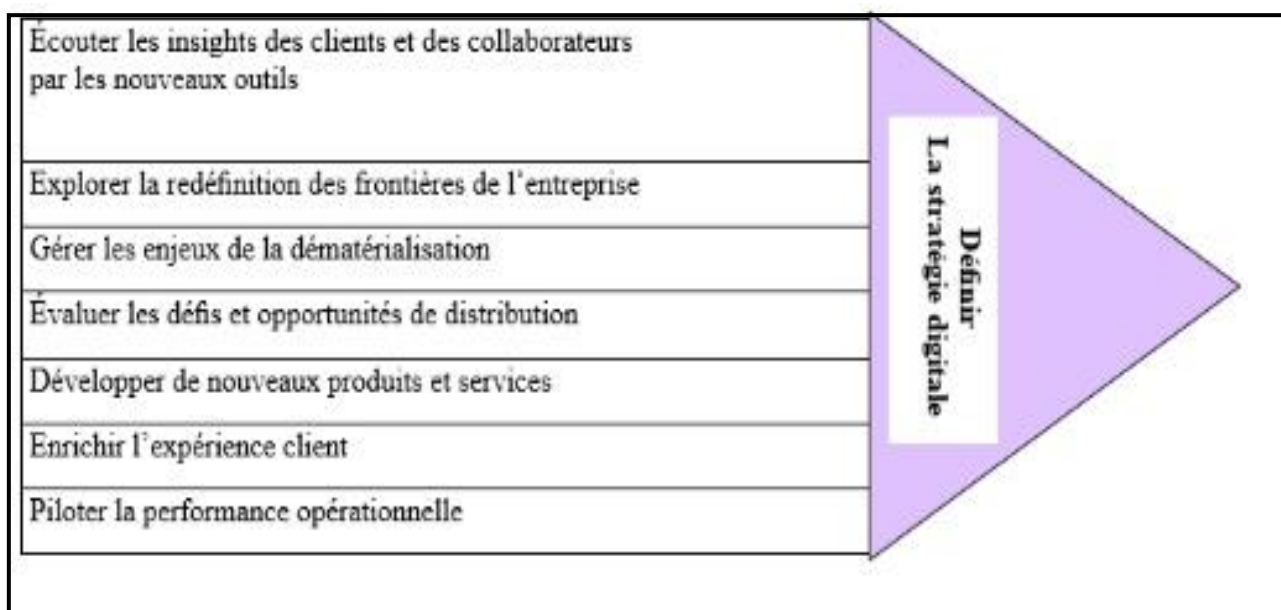 Écouter les insights des clients et des collaborateurs
par les nouveaux outils
Explorer la redéfinition des frontières de l'entreprise
Gérer les enjeux de la dématérialisation
Évaluer les défis et opportunités de distribution
Développer de nouveaux produits et services
Enrichir l'expérience client
Piloter la performance opérationnelle
Définir
La stratégie digitale